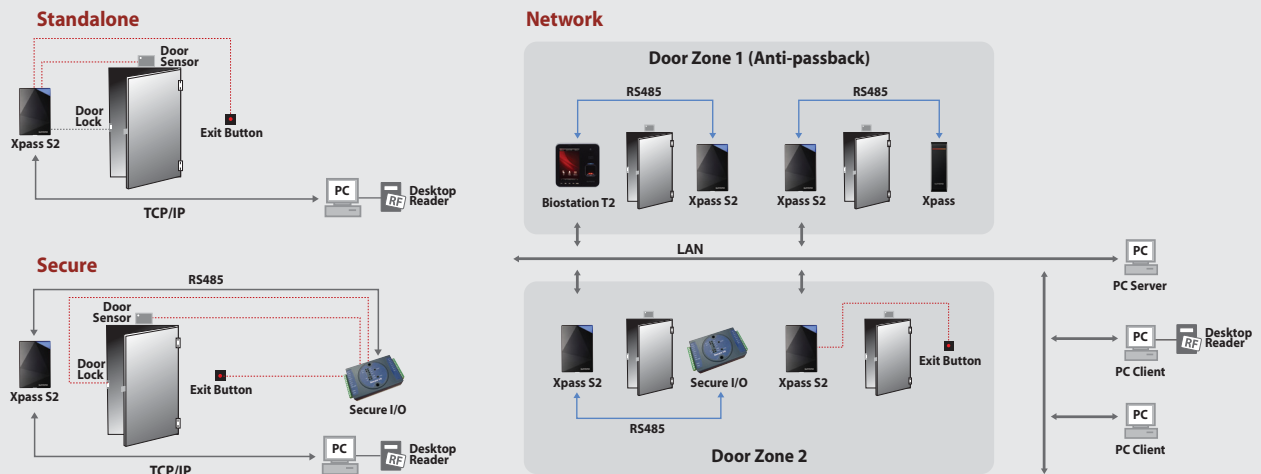 Standalone
Door
Sensor
Door
Lock
Xpass S2
Exit Button
TCP/IP
PC
RF
Desktop
Reader
Secure
RS485
Door
Sensor
Door
Lock
Xpass S2
Exit Button
Secure I/O
TCP/IP
PC
RF
Desktop
Reader
Network
Door Zone 1 (Anti-passback)
RS485
RS485
Biostation T2
Xpass S2
Xpass S2
Xpass
LAN
PC
PC Server
Xpass S2
Secure I/O
Xpass S2
Exit Button
RS485
Door Zone 2
PC
RF
Desktop
Reader
PC Client
PC
PC Client